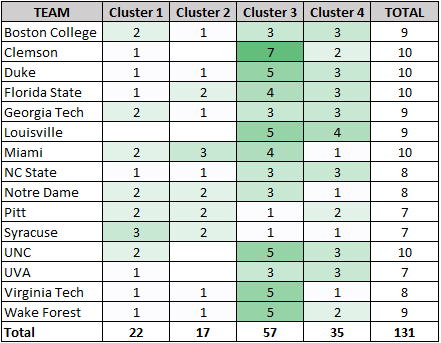 TEAM Cluster 1 Cluster 2 Cluster 3 Cluster 4 TOTAL
Boston College 2 1 3 3 9
Clemson 1 7 2 10
Duke 1 1 5 3 10
Florida State 1 2 4 3 10
Georgia Tech 2 1 3 3 9
Louisville 5 4 9
Miami 2 3 4 1 10
NC State 1 1 3 3 8
Notre Dame 2 2 3 1 8
Pitt 2 2 1 2 7
Syracuse 3 2 1 1 7
UNC 2 5 3 10
UVA 1 3 3 7
Virginia Tech 1 1 5 1 8
Wake Forest 1 1 5 2 9
Total 22 17 57 35 131